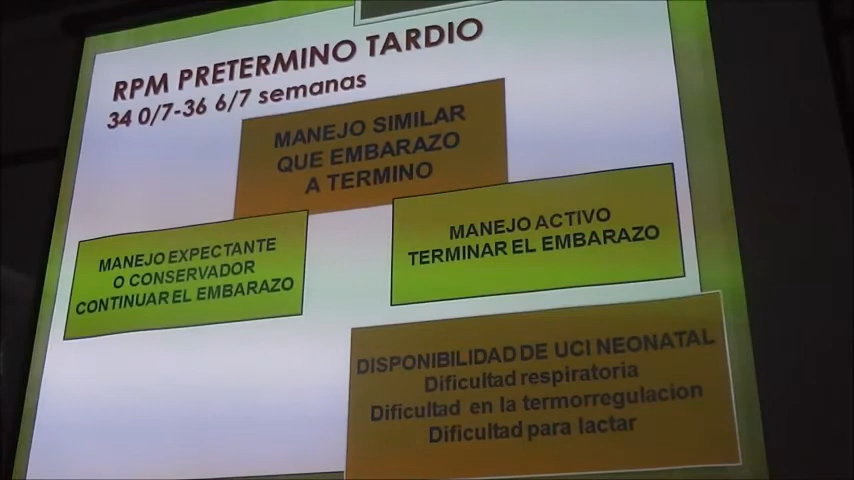 RPM PRETERMINO TARDIO
34 0/7-36 6/7 semanas
MANEJO SIMILAR
QUE EMBARAZO
A TERMINO
MANEJO EXPECTANTE
O CONSERVADOR
CONTINUAR EL EMBARAZO
MANEJO ACTIVO
TERMINAR EL EMBARAZO
DISPONIBILIDAD DE UCI NEONATAL
Dificultad respiratoria
Dificultad en la termorregulacion
Dificultad para lactar